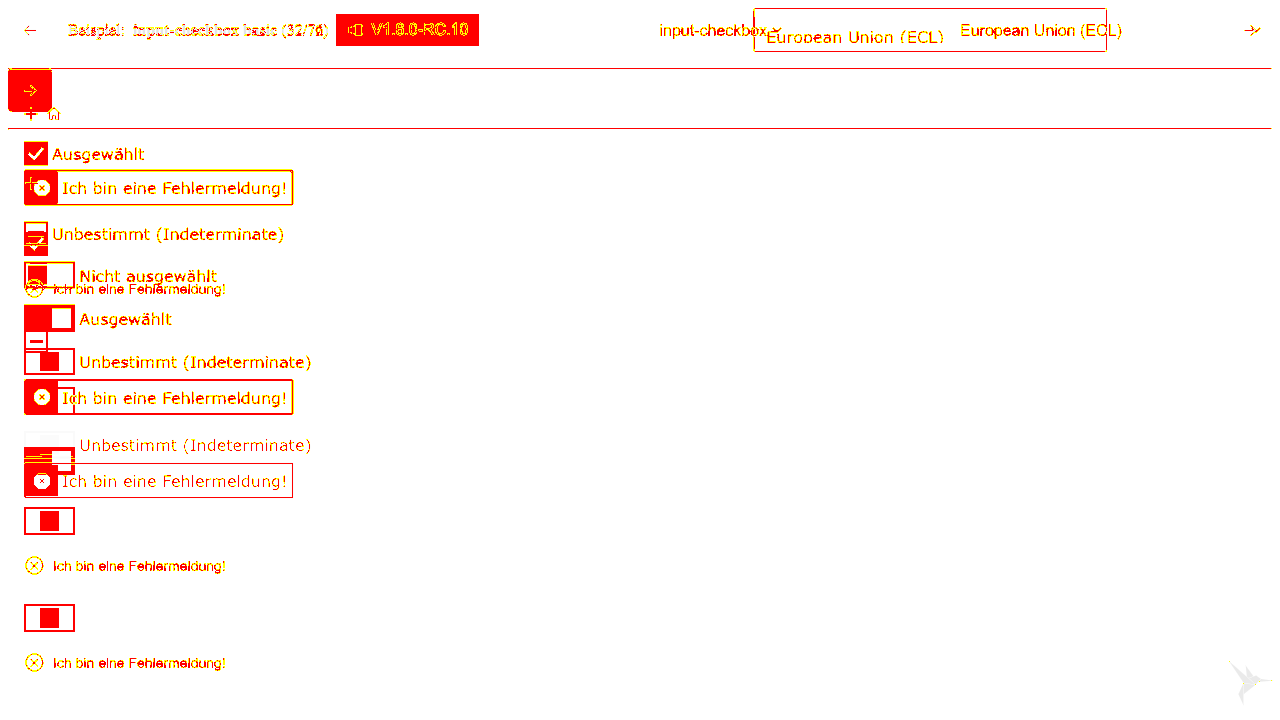 Beispiel: input-checkbox basic (32/76) V1.6.0-RC.10 input-checkbox European Union (ECL) European Union (ECL)
Ausgewählt
Ich bin eine Fehlermeldung!
Unbestimmt (Indeterminate)
Nicht ausgewählt
Ich bin eine Fehlermeldung!
Ausgewählt
Unbestimmt (Indeterminate)
Ich bin eine Fehlermeldung!
Unbestimmt (Indeterminate)
Ich bin eine Fehlermeldung!
Ich bin eine Fehlermeldung!
Ich bin eine Fehlermeldung!